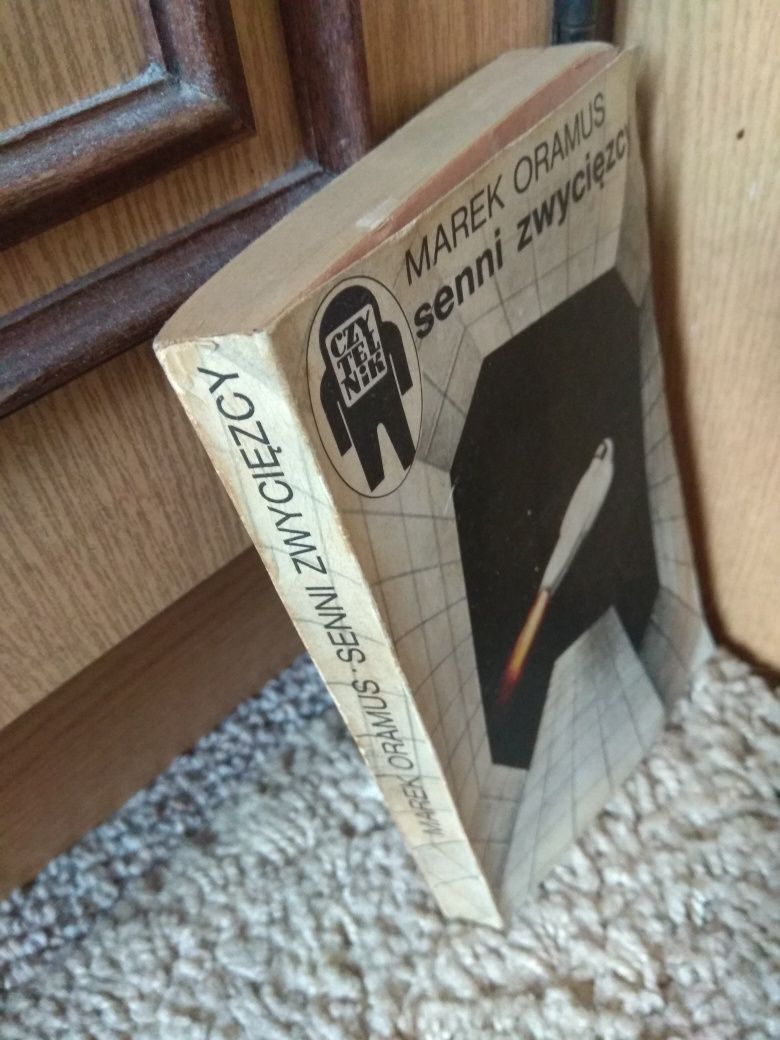 MAREK ORAMUS
senni zwycięzcy
CZY
TEL
NiK
MAREK ORAMUS · SENNI ZWYCIĘZCY